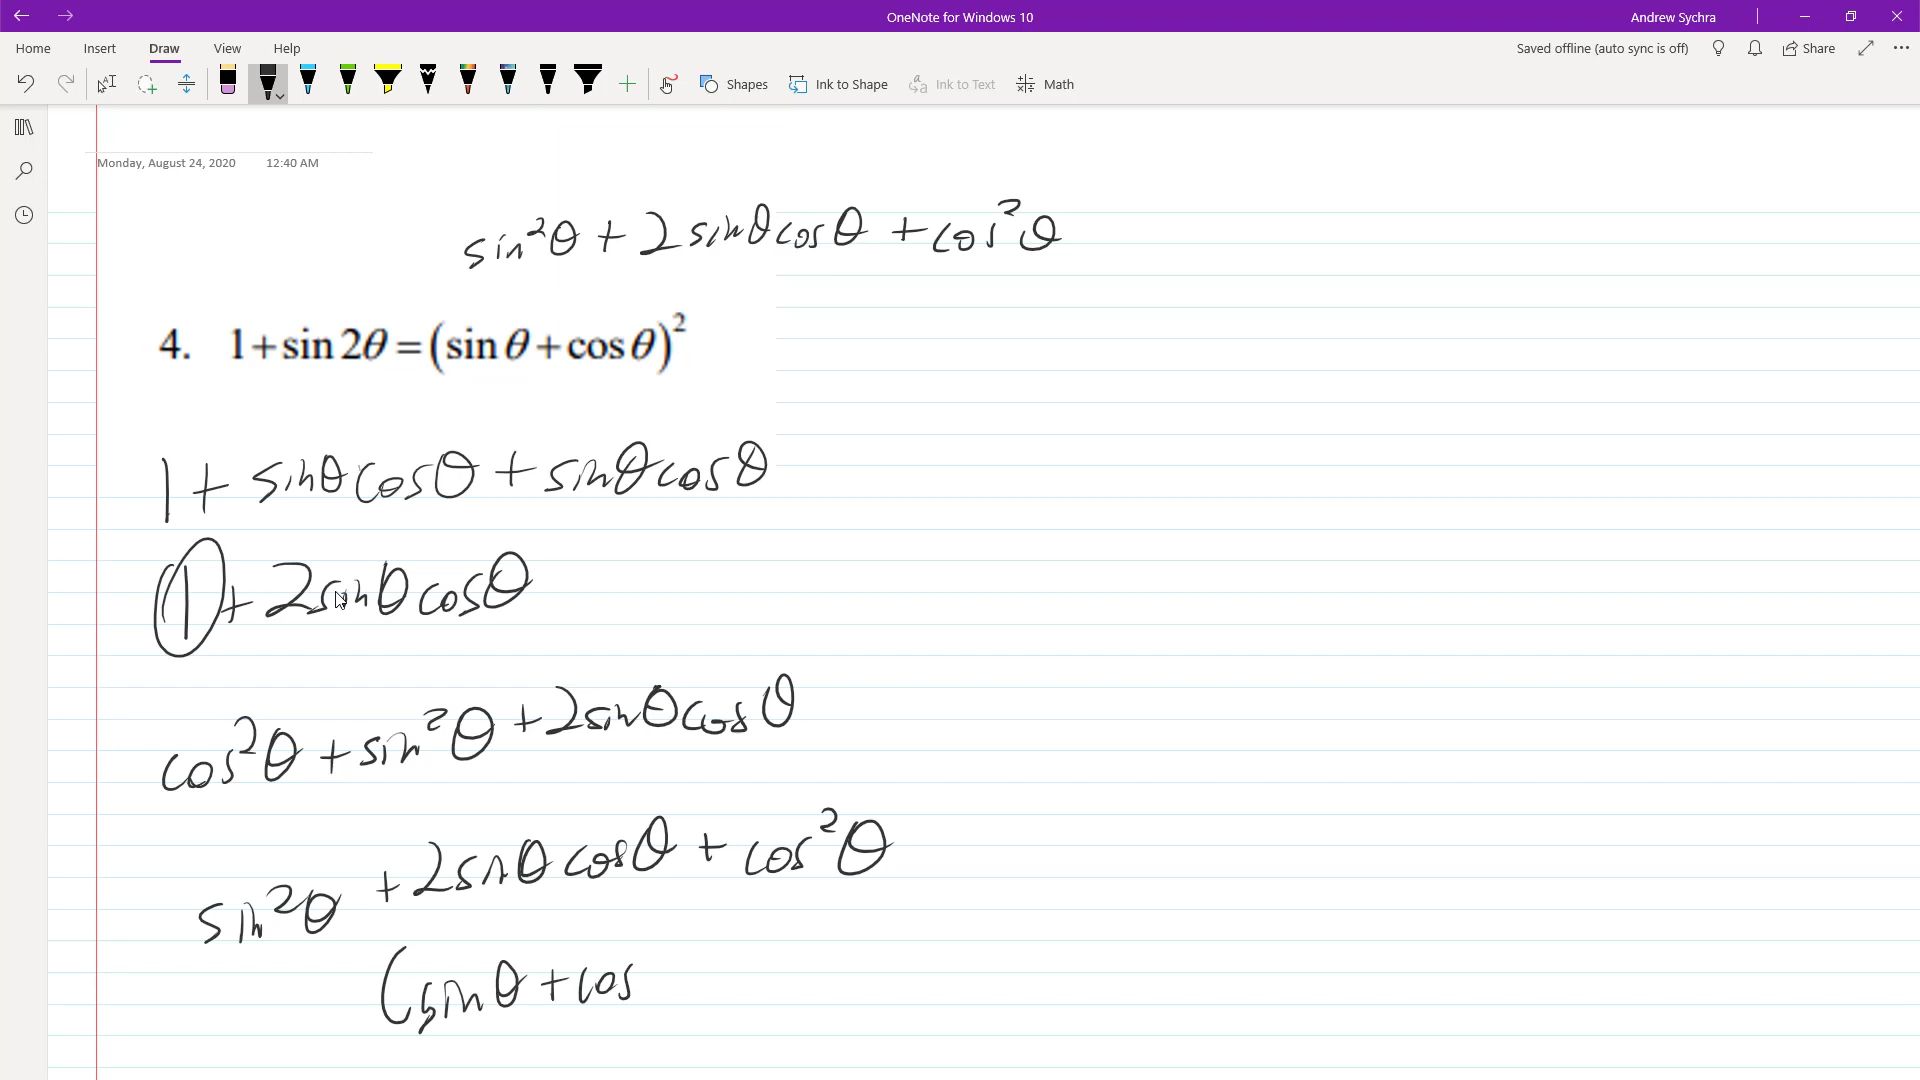 OneNote for Windows 10
Andrew Sychra
Home Insert Draw View Help
Saved offline (auto sync is off)
Share
Shapes Ink to Shape Ink to Text Math
Monday, August 24, 2020 12:40 AM
sin²θ + 2sinθcosθ + cos²θ
4. 1+sin 2θ = (sin θ + cos θ)²
1 + sinθcosθ + sinθcosθ
1 + 2sinθcosθ
cos²θ + sin²θ + 2sinθcosθ
sin²θ + 2sinθcosθ + cos²θ
(sinθ + cos